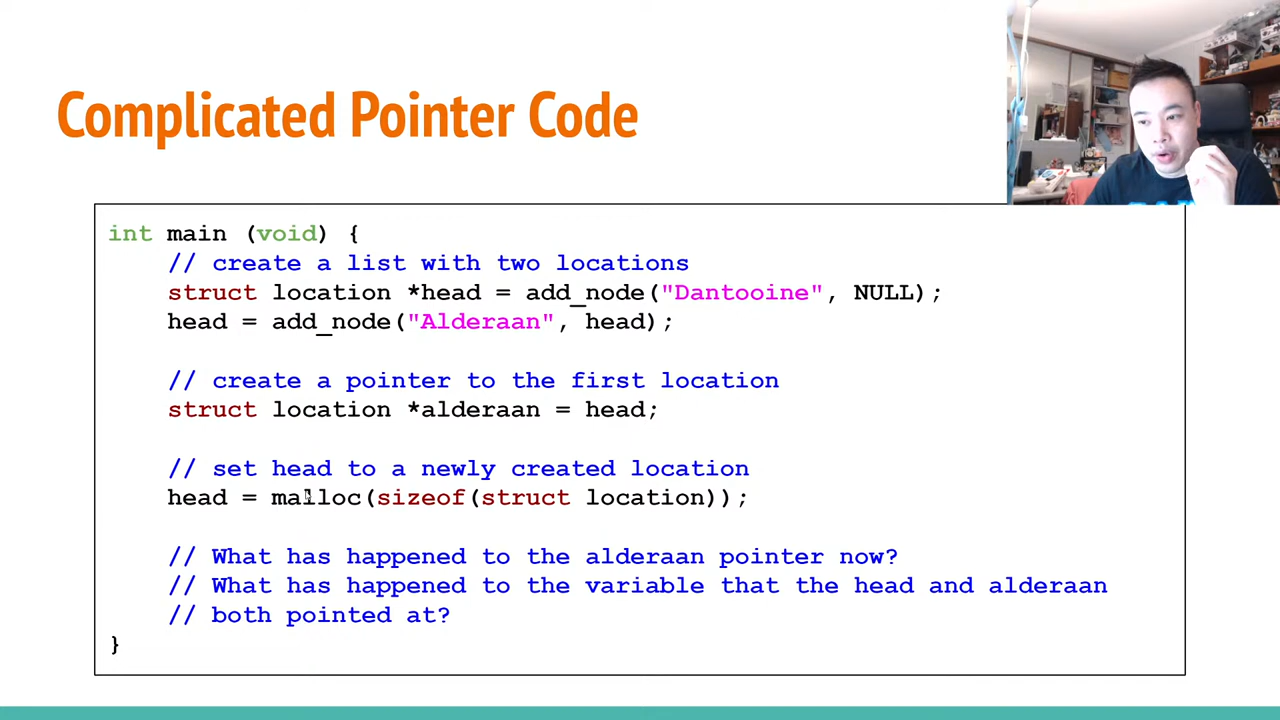 Complicated Pointer Code
int main (void) {
// create a list with two locations
struct location *head = add_node("Dantooine", NULL);
head = add_node("Alderaan", head);
// create a pointer to the first location
struct location *alderaan = head;
// set head to a newly created location
head = malloc(sizeof(struct location));
// What has happened to the alderaan pointer now?
// What has happened to the variable that the head and alderaan
// both pointed at?
}